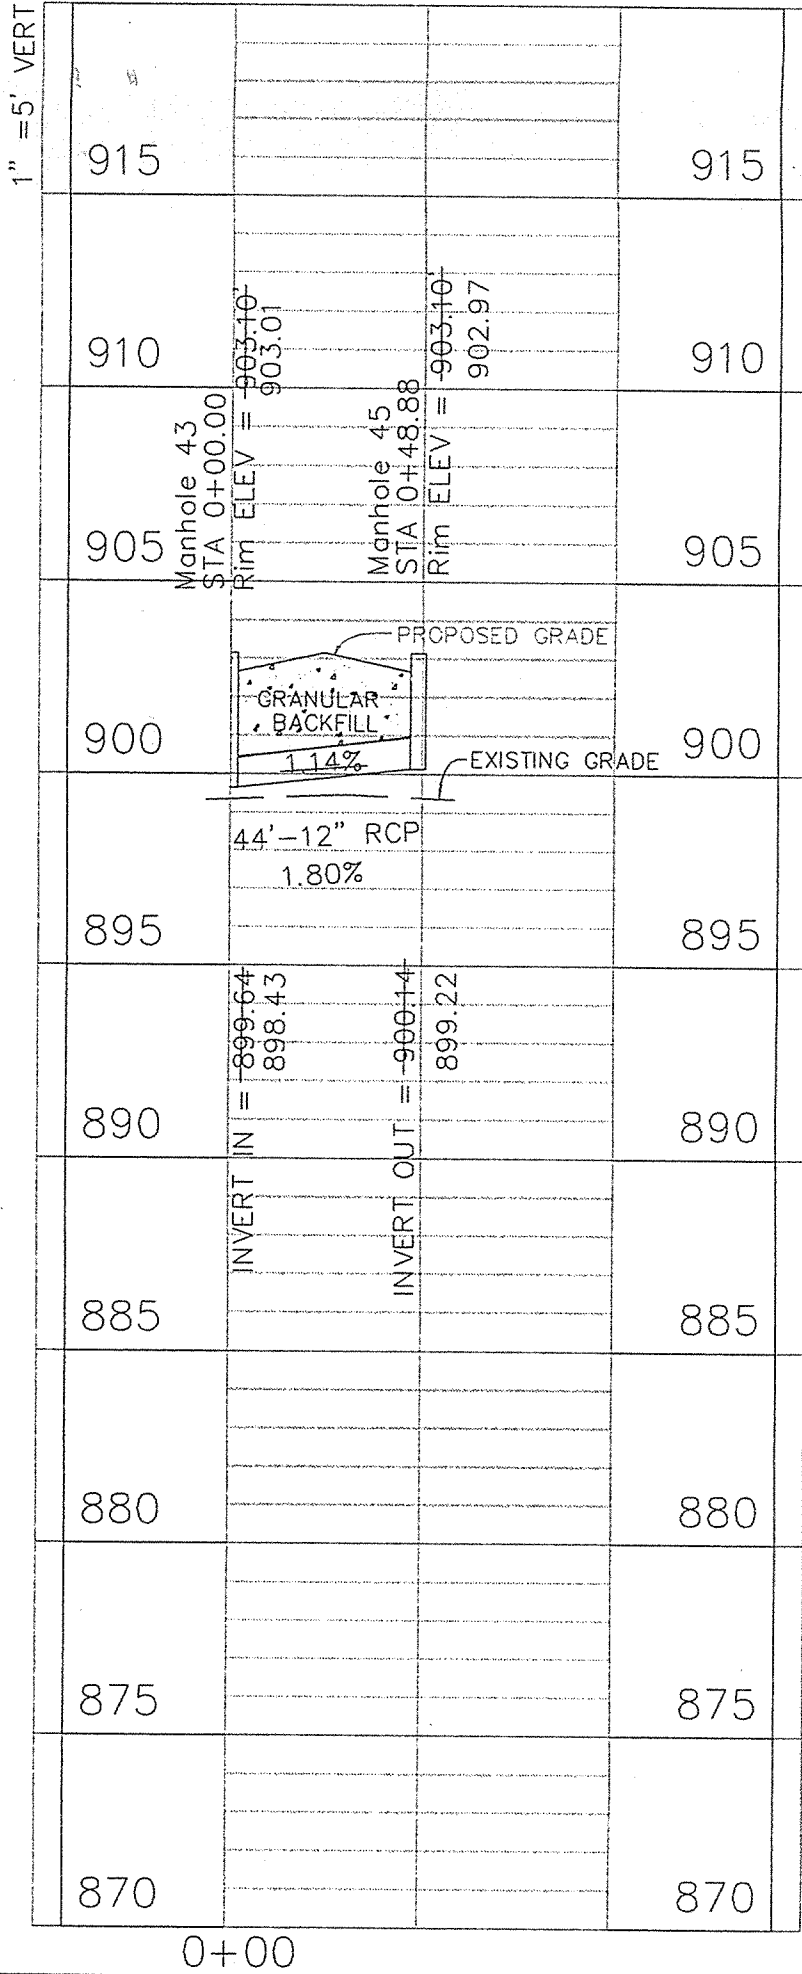 1" =5' VERT
915
915
910
910
Manhole 43
STA 0+00.00
Rim ELEV = 903.10'
903.01
Manhole 45
STA 0+48.88
Rim ELEV = 903.10
902.97
905
905
PROPOSED GRADE
GRANULAR
BACKFILL
900
900
1.14%
EXISTING GRADE
44'-12" RCP
1.80%
895
895
INVERT IN = 899.64
898.43
INVERT OUT = 900.14
899.22
890
890
885
885
880
880
875
875
870
870
0+00